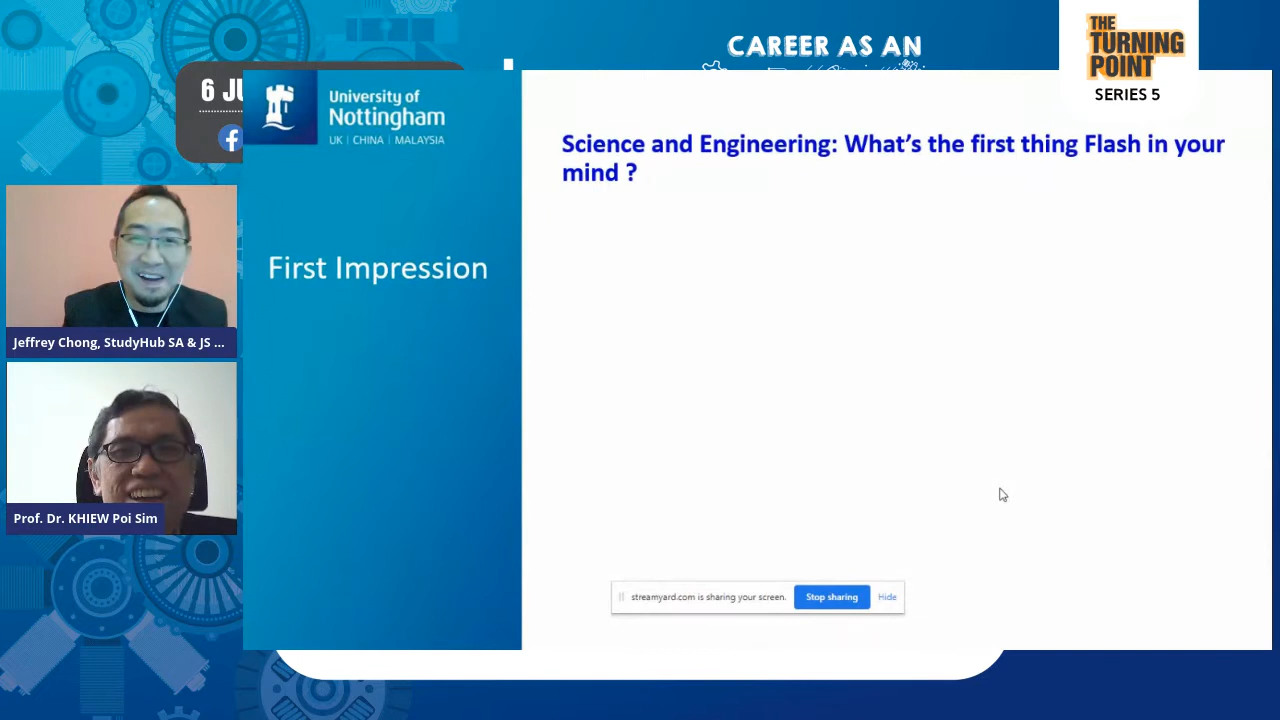 CAREER AS AN
THE
TURNING
POINT
SERIES 5
6 JU
University of
Nottingham
UK | CHINA | MALAYSIA
Science and Engineering: What's the first thing Flash in your
mind ?
First Impression
Jeffrey Chong, StudyHub SA & JS ...
Prof. Dr. KHIEW Poi Sim
streamyard.com is sharing your screen.
Stop sharing
Hide